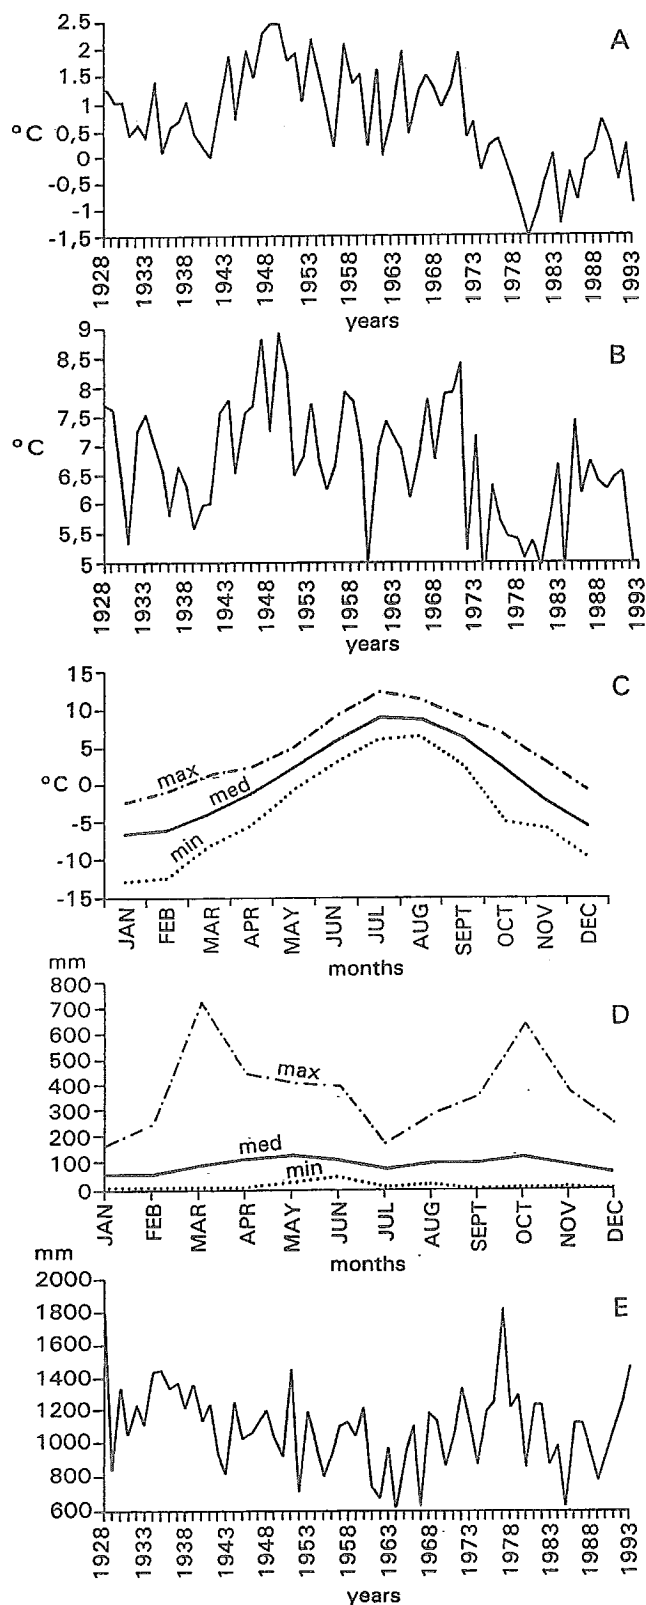 A
2.5
2
1.5
1
°C 0,5
0
-0,5
-1
-1,5
1928 1933 1938 1943 1948 1953 1958 1963 1968 1973 1978 1983 1988 1993
years
B
9
8,5
8
7,5
°C 7
6,5
6
5,5
5
1928 1933 1938 1943 1948 1953 1958 1963 1968 1973 1978 1983 1988 1993
years
C
15
10
5
°C 0
-5
-10
-15
max
med
min
JAN FEB MAR APR MAY JUN JUL AUG SEPT OCT NOV DEC
months
mm
D
800
700
600
500
400
300
200
100
0
max
med
min
JAN FEB MAR APR MAY JUN JUL AUG SEPT OCT NOV DEC
months
mm
E
2000
1800
1600
1400
1200
1000
800
600
1928 1933 1938 1943 1948 1953 1958 1963 1968 1973 1978 1983 1988 1993
years